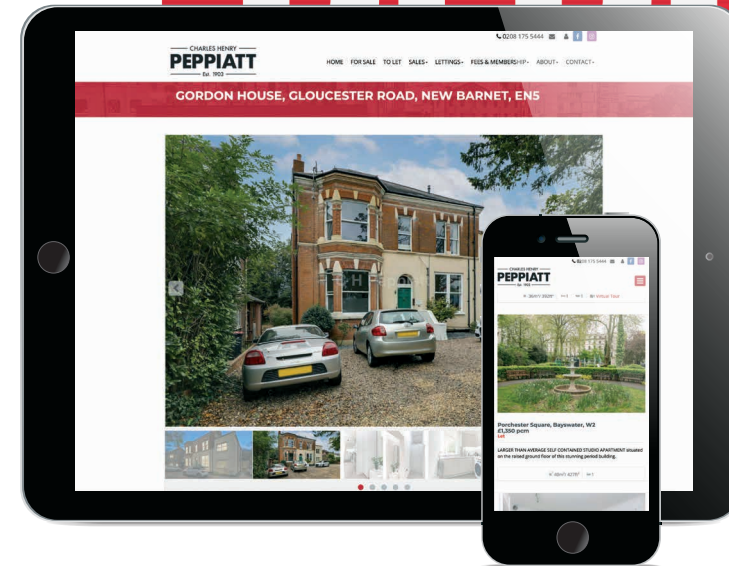 0208 175 5444
CHARLES HENRY
PEPPIATT
Est. 1903
HOME FOR SALE TO LET SALES LETTINGS FEES & MEMBERSHIP ABOUT CONTACT
GORDON HOUSE, GLOUCESTER ROAD, NEW BARNET, EN5
0208 175 5444
CHARLES HENRY
PEPPIATT
Est. 1903
Virtual Tour
Porchester Square, Bayswater, W2
£1,350 pcm
Let
LARGER THAN AVERAGE SELF CONTAINED STUDIO APARTMENT situated
on the raised ground floor of this stunning period building.